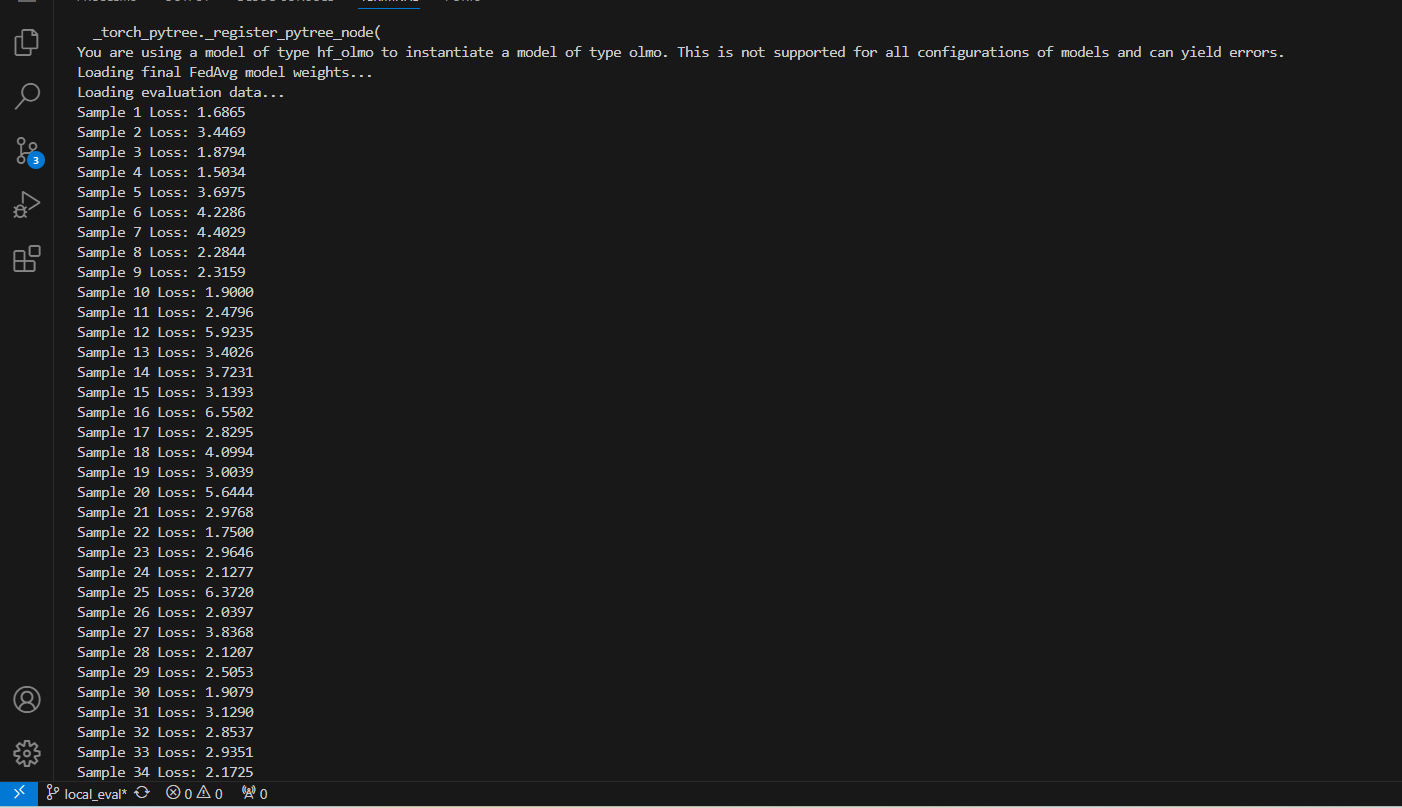 TERMINAL
_torch_pytree._register_pytree_node(
You are using a model of type hf_olmo to instantiate a model of type olmo. This is not supported for all configurations of models and can yield errors.
Loading final FedAvg model weights...
Loading evaluation data...
Sample 1 Loss: 1.6865
Sample 2 Loss: 3.4469
Sample 3 Loss: 1.8794
Sample 4 Loss: 1.5034
Sample 5 Loss: 3.6975
Sample 6 Loss: 4.2286
Sample 7 Loss: 4.4029
Sample 8 Loss: 2.2844
Sample 9 Loss: 2.3159
Sample 10 Loss: 1.9000
Sample 11 Loss: 2.4796
Sample 12 Loss: 5.9235
Sample 13 Loss: 3.4026
Sample 14 Loss: 3.7231
Sample 15 Loss: 3.1393
Sample 16 Loss: 6.5502
Sample 17 Loss: 2.8295
Sample 18 Loss: 4.0994
Sample 19 Loss: 3.0039
Sample 20 Loss: 5.6444
Sample 21 Loss: 2.9768
Sample 22 Loss: 1.7500
Sample 23 Loss: 2.9646
Sample 24 Loss: 2.1277
Sample 25 Loss: 6.3720
Sample 26 Loss: 2.0397
Sample 27 Loss: 3.8368
Sample 28 Loss: 2.1207
Sample 29 Loss: 2.5053
Sample 30 Loss: 1.9079
Sample 31 Loss: 3.1290
Sample 32 Loss: 2.8537
Sample 33 Loss: 2.9351
Sample 34 Loss: 2.1725
3
local_eval* 0 0 0